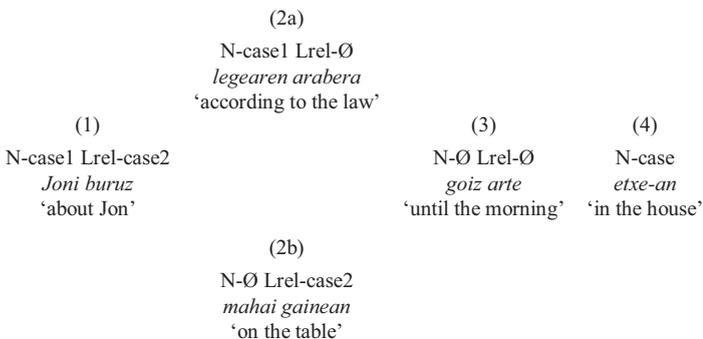 (2a)
N-case1 Lrel-Ø
legearen arabera
‘according to the law’
(1)
N-case1 Lrel-case2
Joni buruz
‘about Jon’
(3)
N-Ø Lrel-Ø
goiz arte
‘until the morning’
(4)
N-case
etxe-an
‘in the house’
(2b)
N-Ø Lrel-case2
mahai gainean
‘on the table’